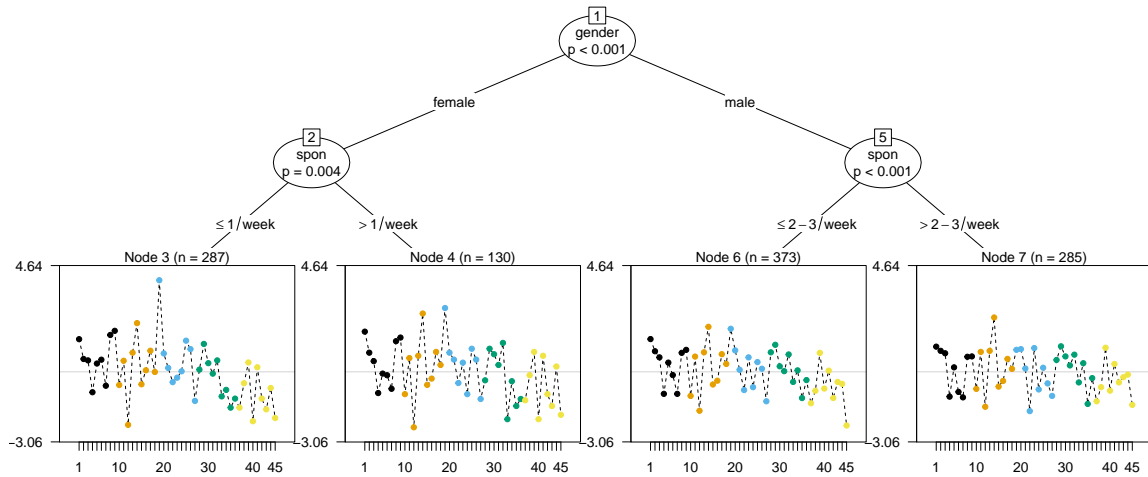 1
gender
p < 0.001
female
male
2
spon
p = 0.004
5
spon
p < 0.001
≤ 1/week
> 1/week
≤ 2 − 3/week
> 2 − 3/week
Node 3 (n = 287)
Node 4 (n = 130)
Node 6 (n = 373)
Node 7 (n = 285)
4.64
4.64
4.64
4.64
−3.06
−3.06
−3.06
−3.06
1 10 20 30 40 45
1 10 20 30 40 45
1 10 20 30 40 45
1 10 20 30 40 45